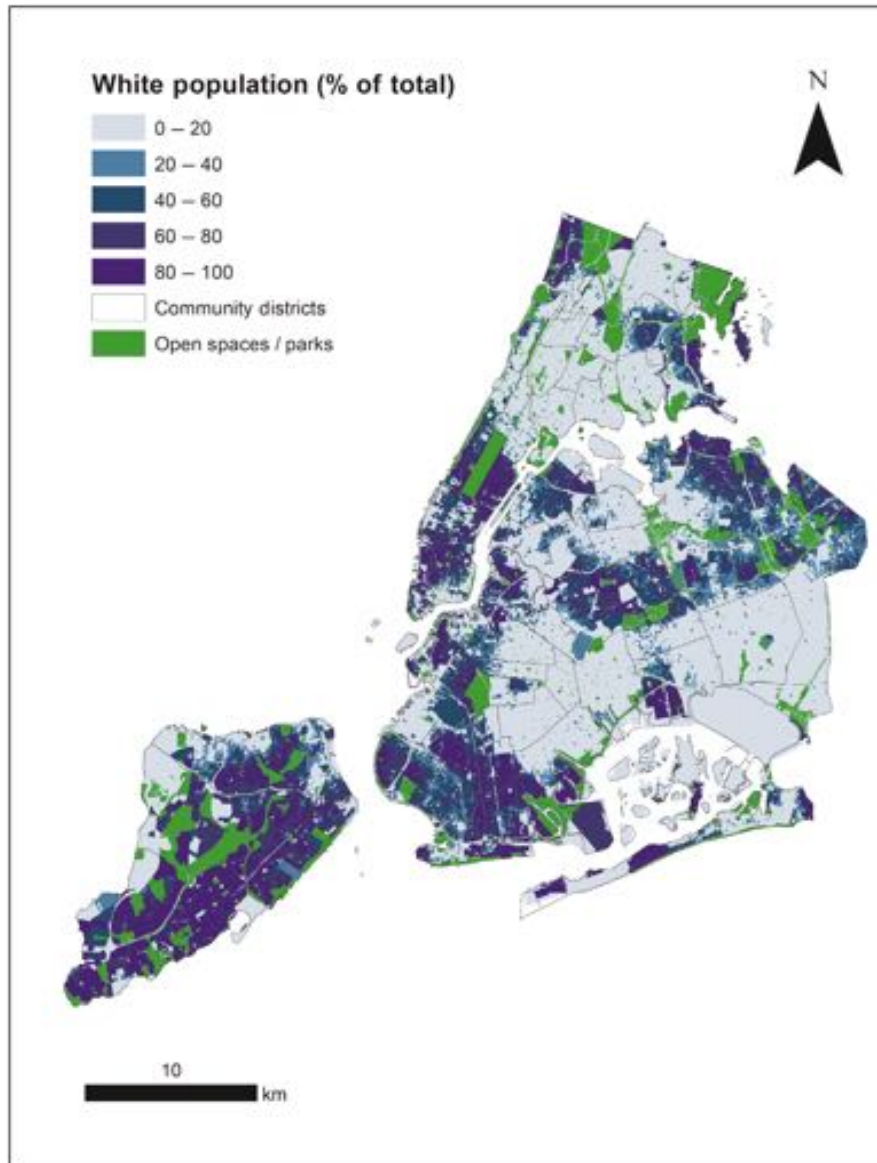 White population (% of total)
0 – 20
20 – 40
40 – 60
60 – 80
80 – 100
Community districts
Open spaces / parks
N
10
km